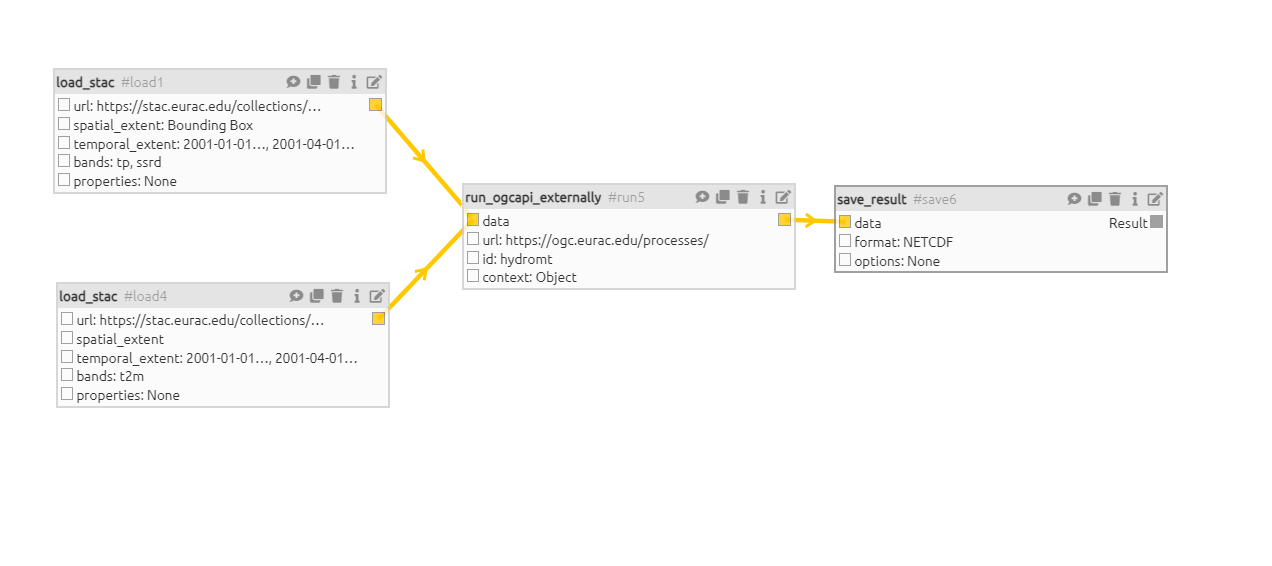 load_stac #load1
url: https://stac.eurac.edu/collections/...
spatial_extent: Bounding Box
temporal_extent: 2001-01-01..., 2001-04-01...
bands: tp, ssrd
properties: None
run_ogcapi_externally #run5
data
url: https://ogc.eurac.edu/processes/
id: hydromt
context: Object
save_result #save6
data Result
format: NETCDF
options: None
load_stac #load4
url: https://stac.eurac.edu/collections/...
spatial_extent
temporal_extent: 2001-01-01..., 2001-04-01...
bands: t2m
properties: None